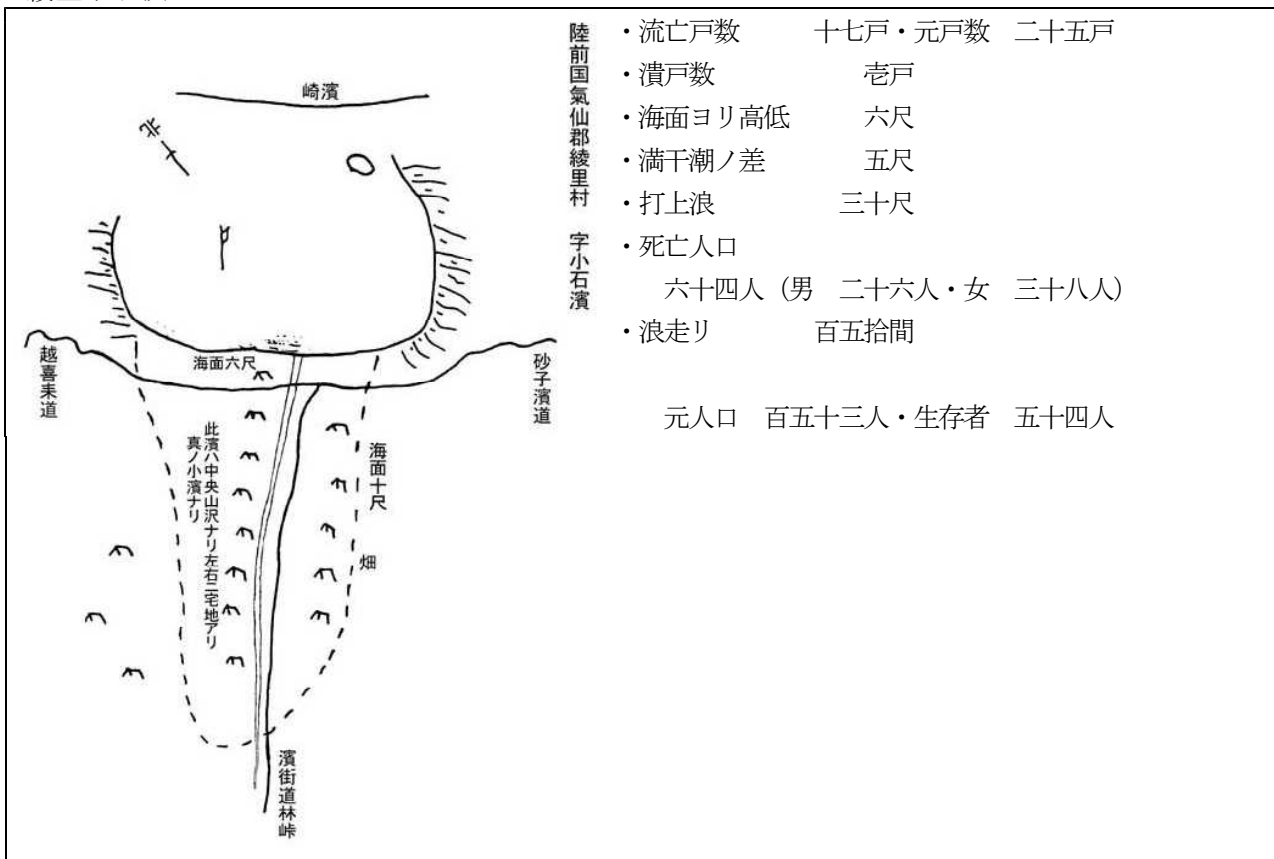 陸前国氣仙郡綾里村　字小石濱
・流亡戸数　十七戸・元戸数　二十五戸
・潰戸数　壱戸
・海面ヨリ高低　六尺
・満干潮ノ差　五尺
・打上浪　三十尺
・死亡人口
六十四人（男　二十六人・女　三十八人）
・浪走リ　百五拾間
元人口　百五十三人・生存者　五十四人
崎濱
北
海面六尺
越喜耒道
砂子濱道
海面十尺
畑
此濱ハ中央山沢ナリ左右ニ宅地アリ
真ノ小濱ナリ
濱街道林峠